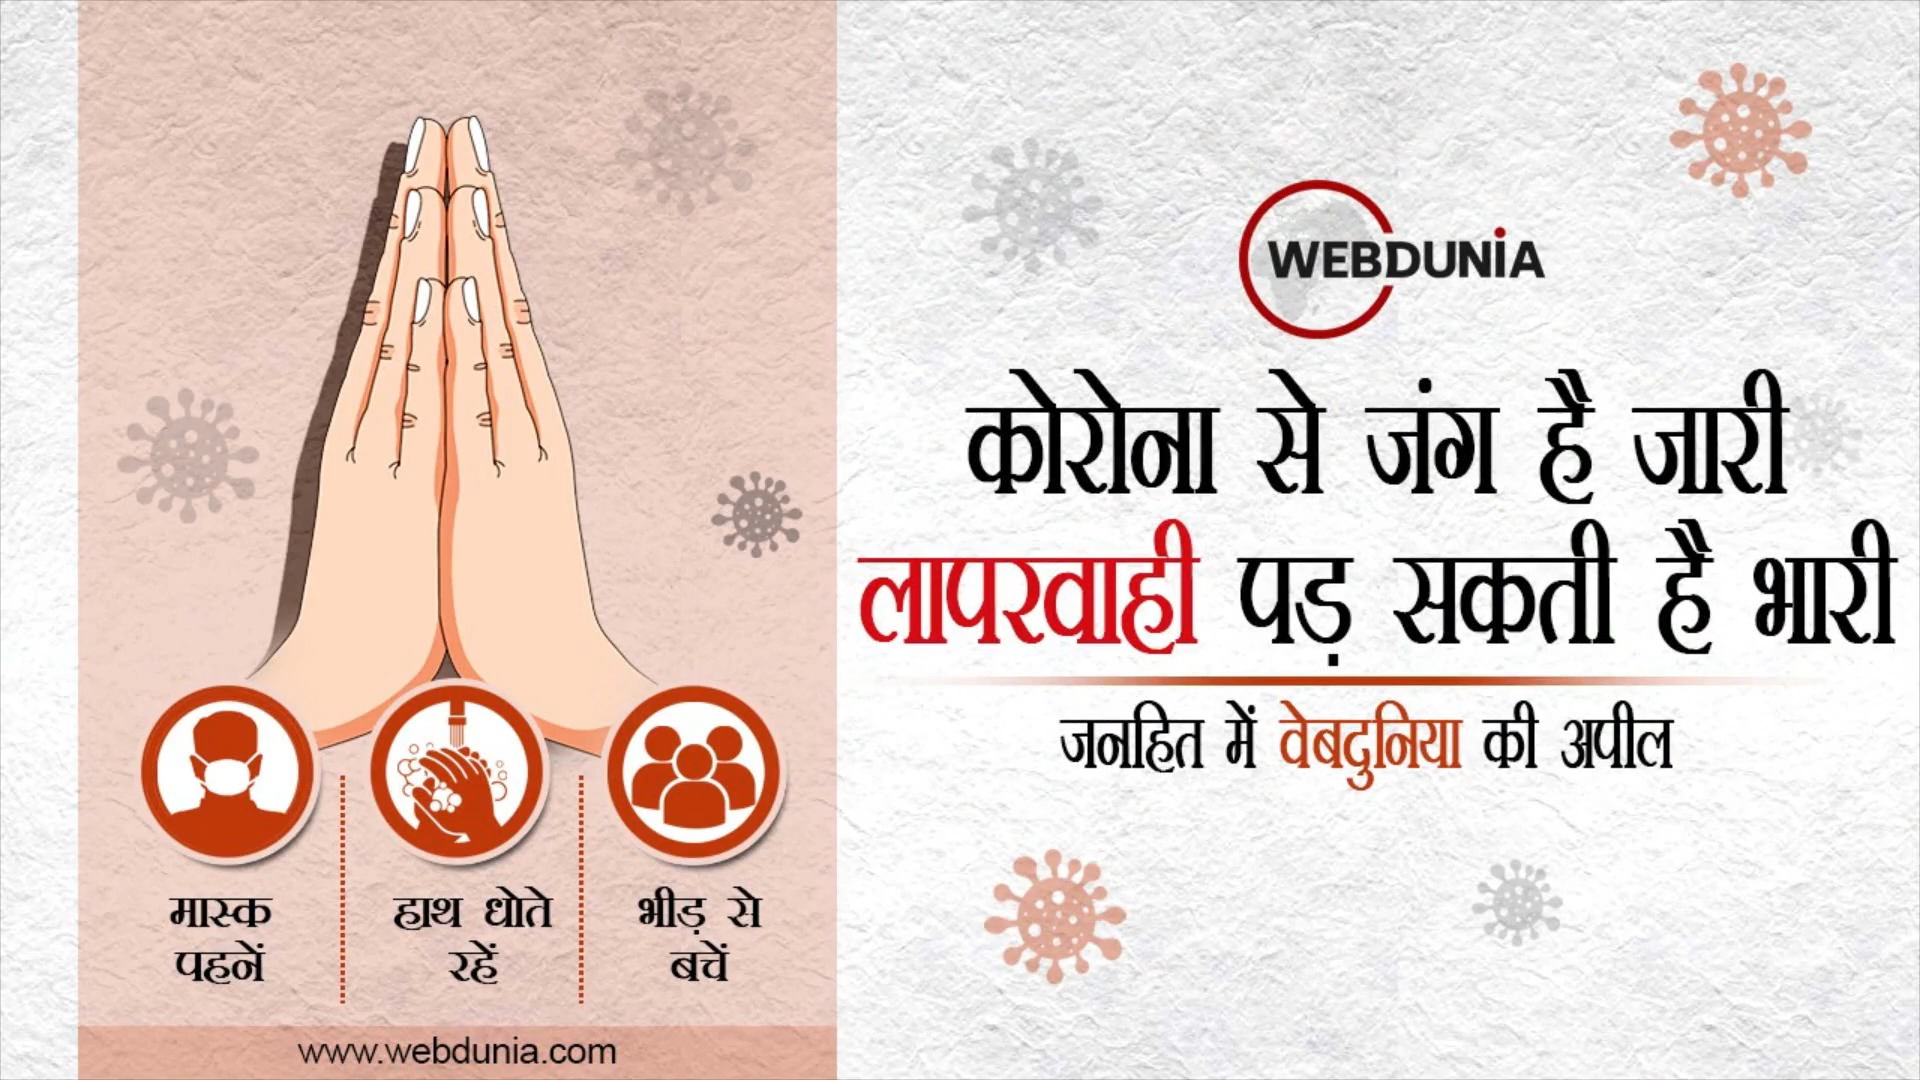 WEBDUNIA
कोरोना से जंग है जारी
लापरवाही पड़ सकती है भारी
जनहित में वेबदुनिया की अपील
मास्क
पहनें
हाथ धोते
रहें
भीड़ से
बचें
www.webdunia.com